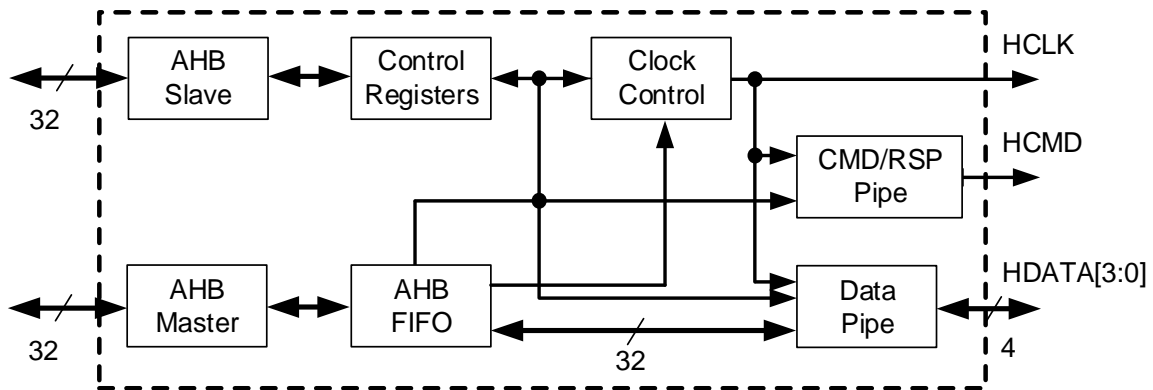 HCLK
AHB
Slave
Control
Registers
Clock
Control
32
HCMD
CMD/RSP
Pipe
HDATA[3:0]
AHB
Master
AHB
FIFO
Data
Pipe
32
32
4